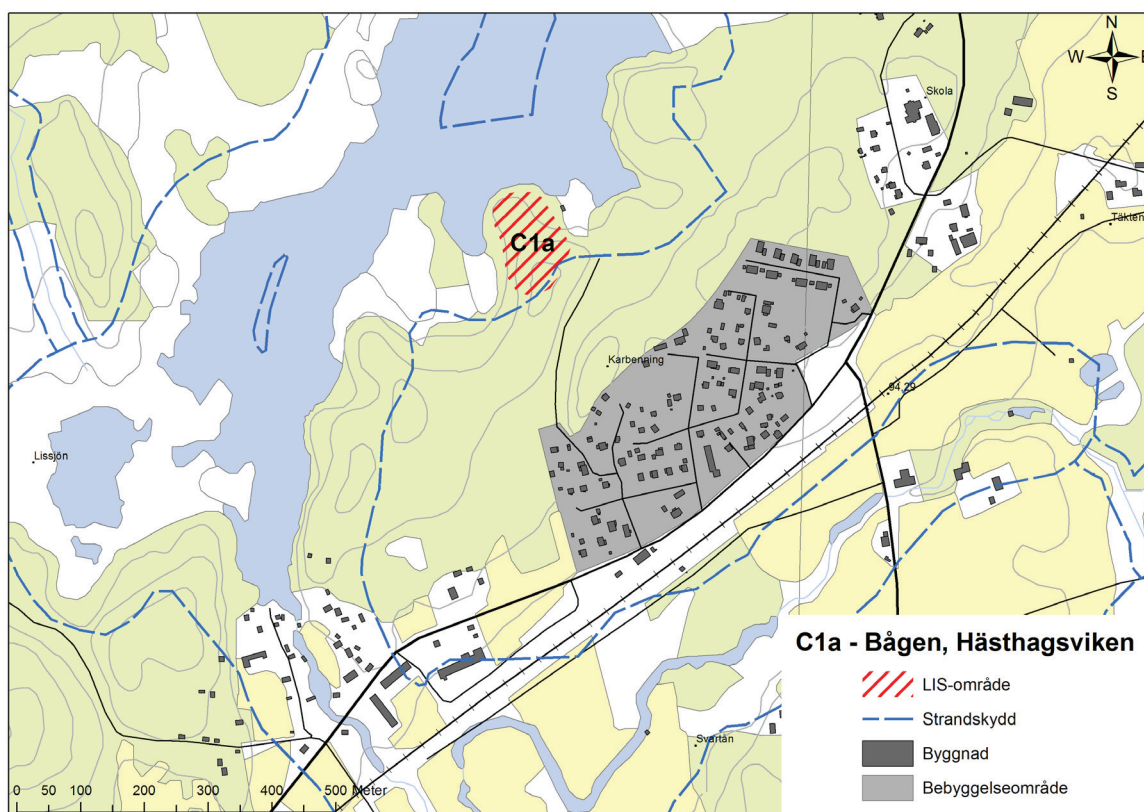 N
W E
S
Skola
Täkten
C1a
Karbenning
94,29
Lissjön
Svartån
C1a - Bågen, Hästhagsviken
LIS-område
Strandskydd
Byggnad
Bebyggelseområde
0 50 100 200 300 400 500 Meter